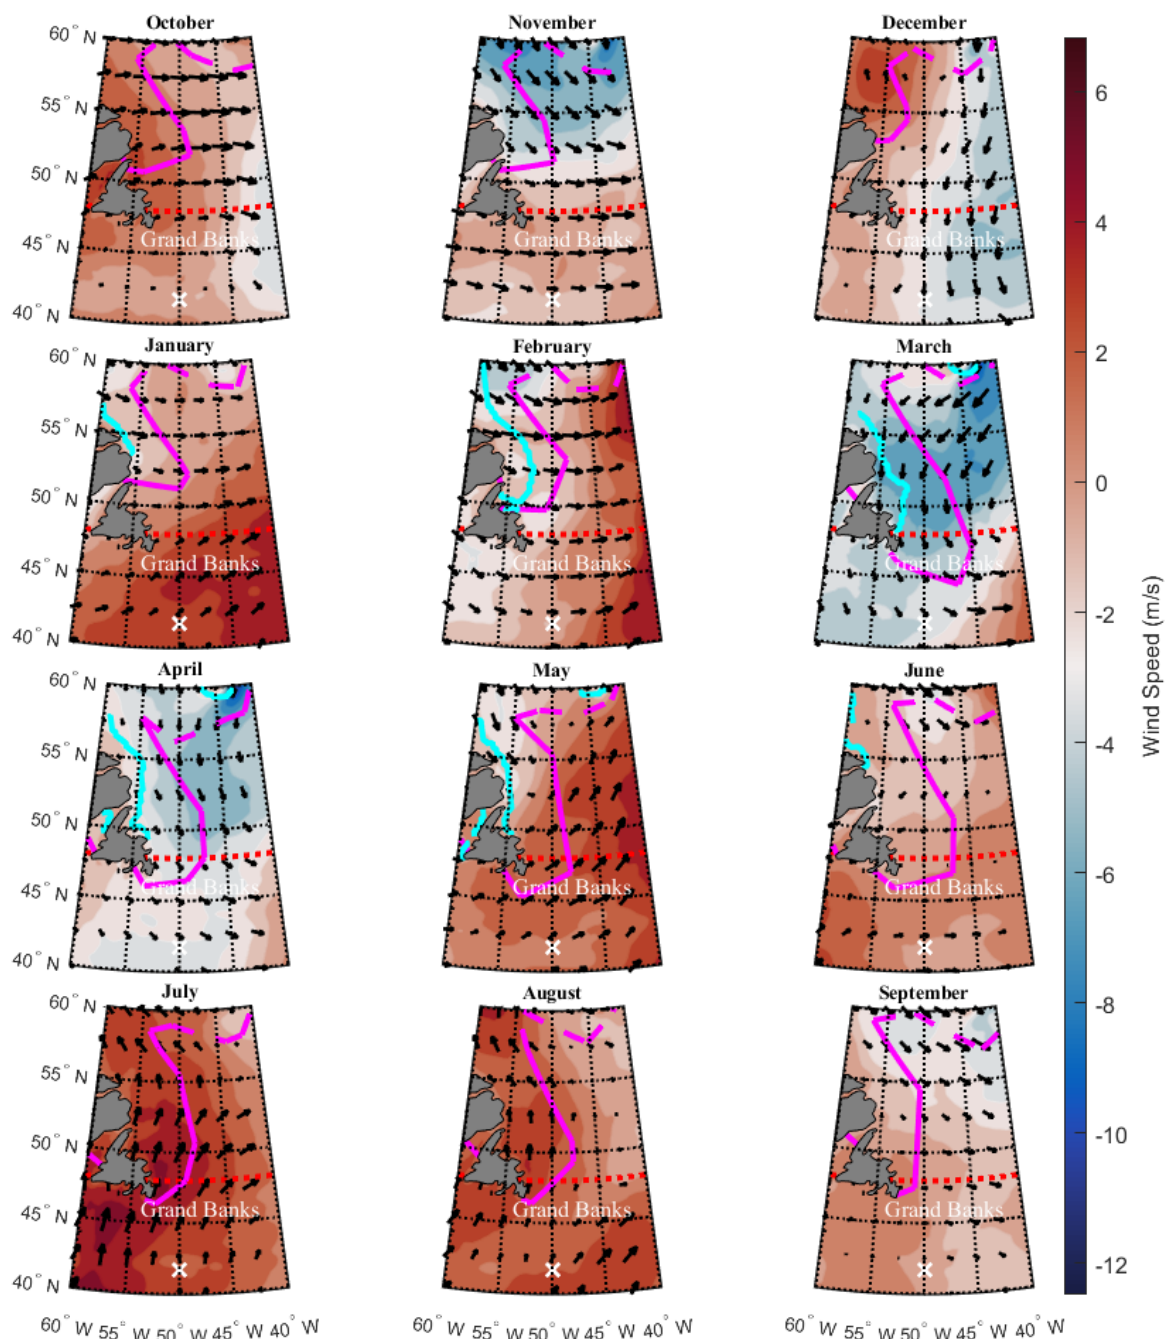 October
November
December
60° N
55° N
50° N
45° N
40° N
Grand Banks
Grand Banks
Grand Banks
January
February
March
60° N
55° N
50° N
45° N
40° N
Grand Banks
Grand Banks
Grand Banks
April
May
June
60° N
55° N
50° N
45° N
40° N
Grand Banks
Grand Banks
Grand Banks
July
August
September
60° N
55° N
50° N
45° N
40° N
Grand Banks
Grand Banks
Grand Banks
60° W 55° W 50° W 45° W 40° W
60° W 55° W 50° W 45° W 40° W
60° W 55° W 50° W 45° W 40° W
6
4
2
0
-2
-4
-6
-8
-10
-12
Wind Speed (m/s)